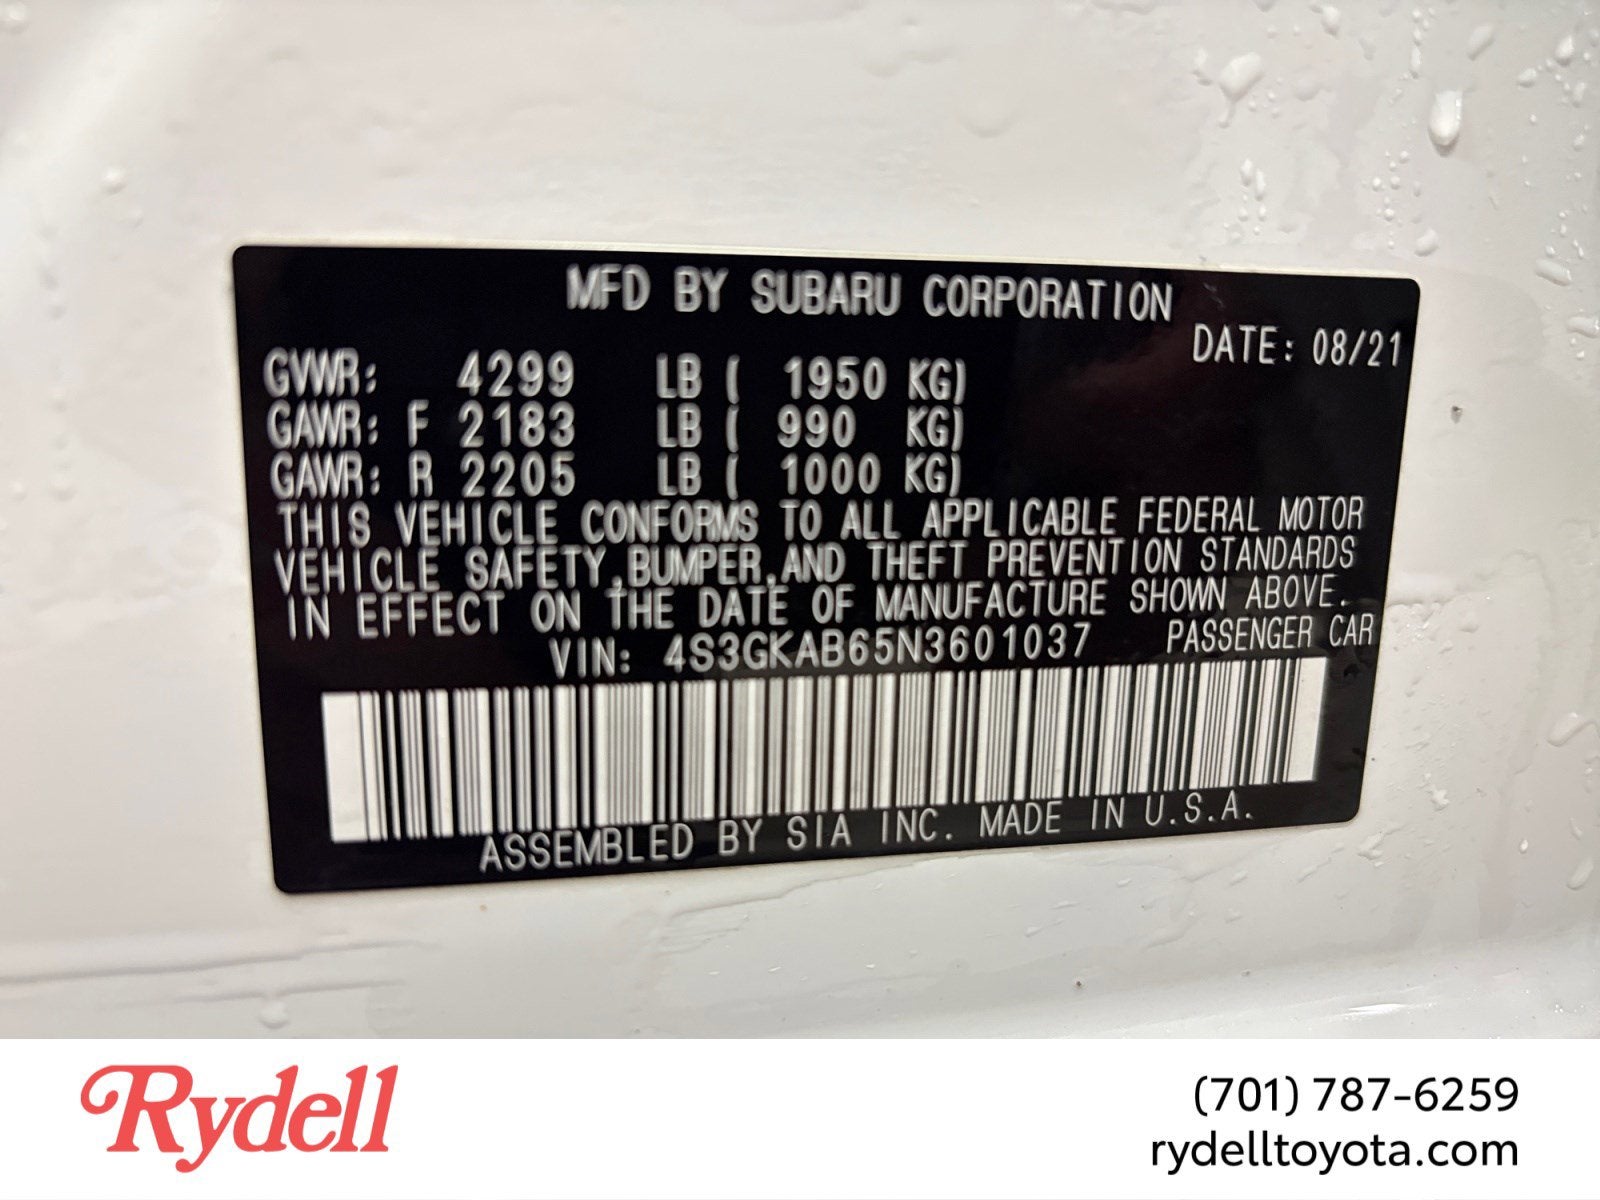 MFD BY SUBARU CORPORATION
DATE: 08/21
GVWR: 4299 LB ( 1950 KG)
GAWR: F 2183 LB ( 990 KG)
GAWR: R 2205 LB ( 1000 KG)
THIS VEHICLE CONFORMS TO ALL APPLICABLE FEDERAL MOTOR
VEHICLE SAFETY,BUMPER,AND THEFT PREVENTION STANDARDS
IN EFFECT ON THE DATE OF MANUFACTURE SHOWN ABOVE.
VIN: 4S3GKAB65N3601037 PASSENGER CAR
ASSEMBLED BY SIA INC. MADE IN U.S.A.
Rydell
(701) 787-6259
rydelltoyota.com